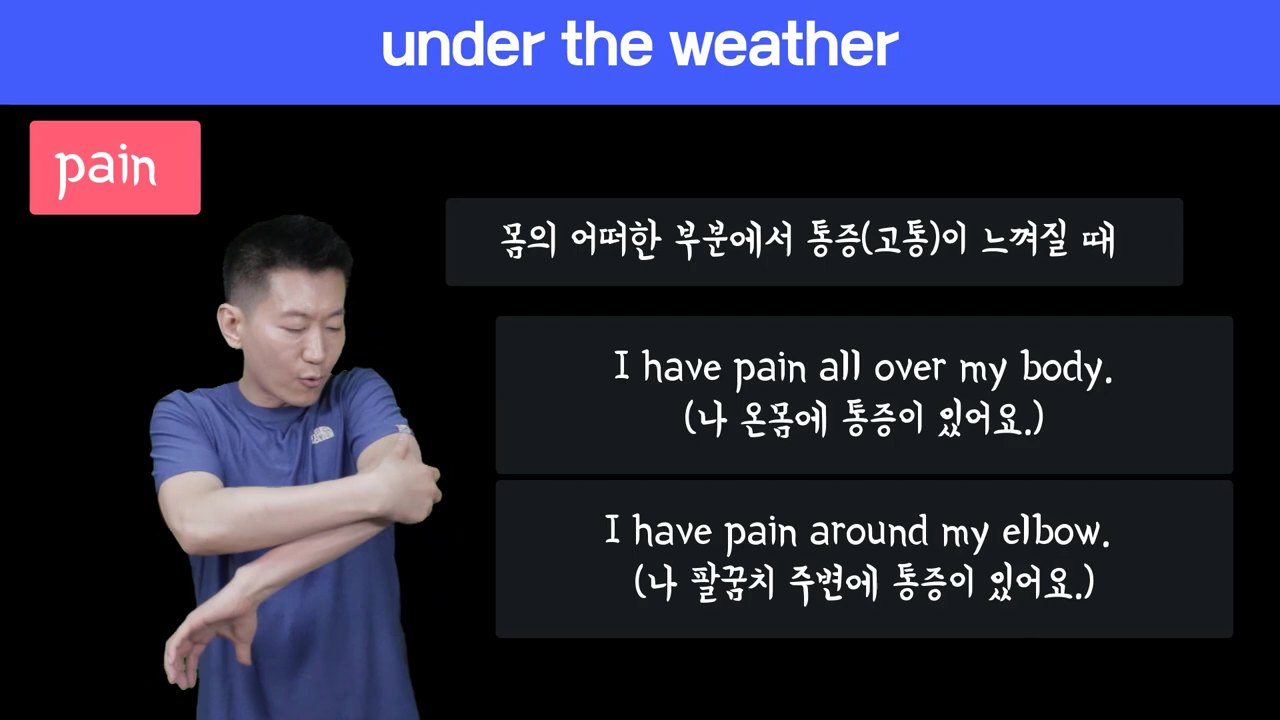 under the weather
pain
몸의 어떠한 부분에서 통증(고통)이 느껴질 때
I have pain all over my body.
(나 온몸에 통증이 있어요.)
I have pain around my elbow.
(나 팔꿈치 주변에 통증이 있어요.)